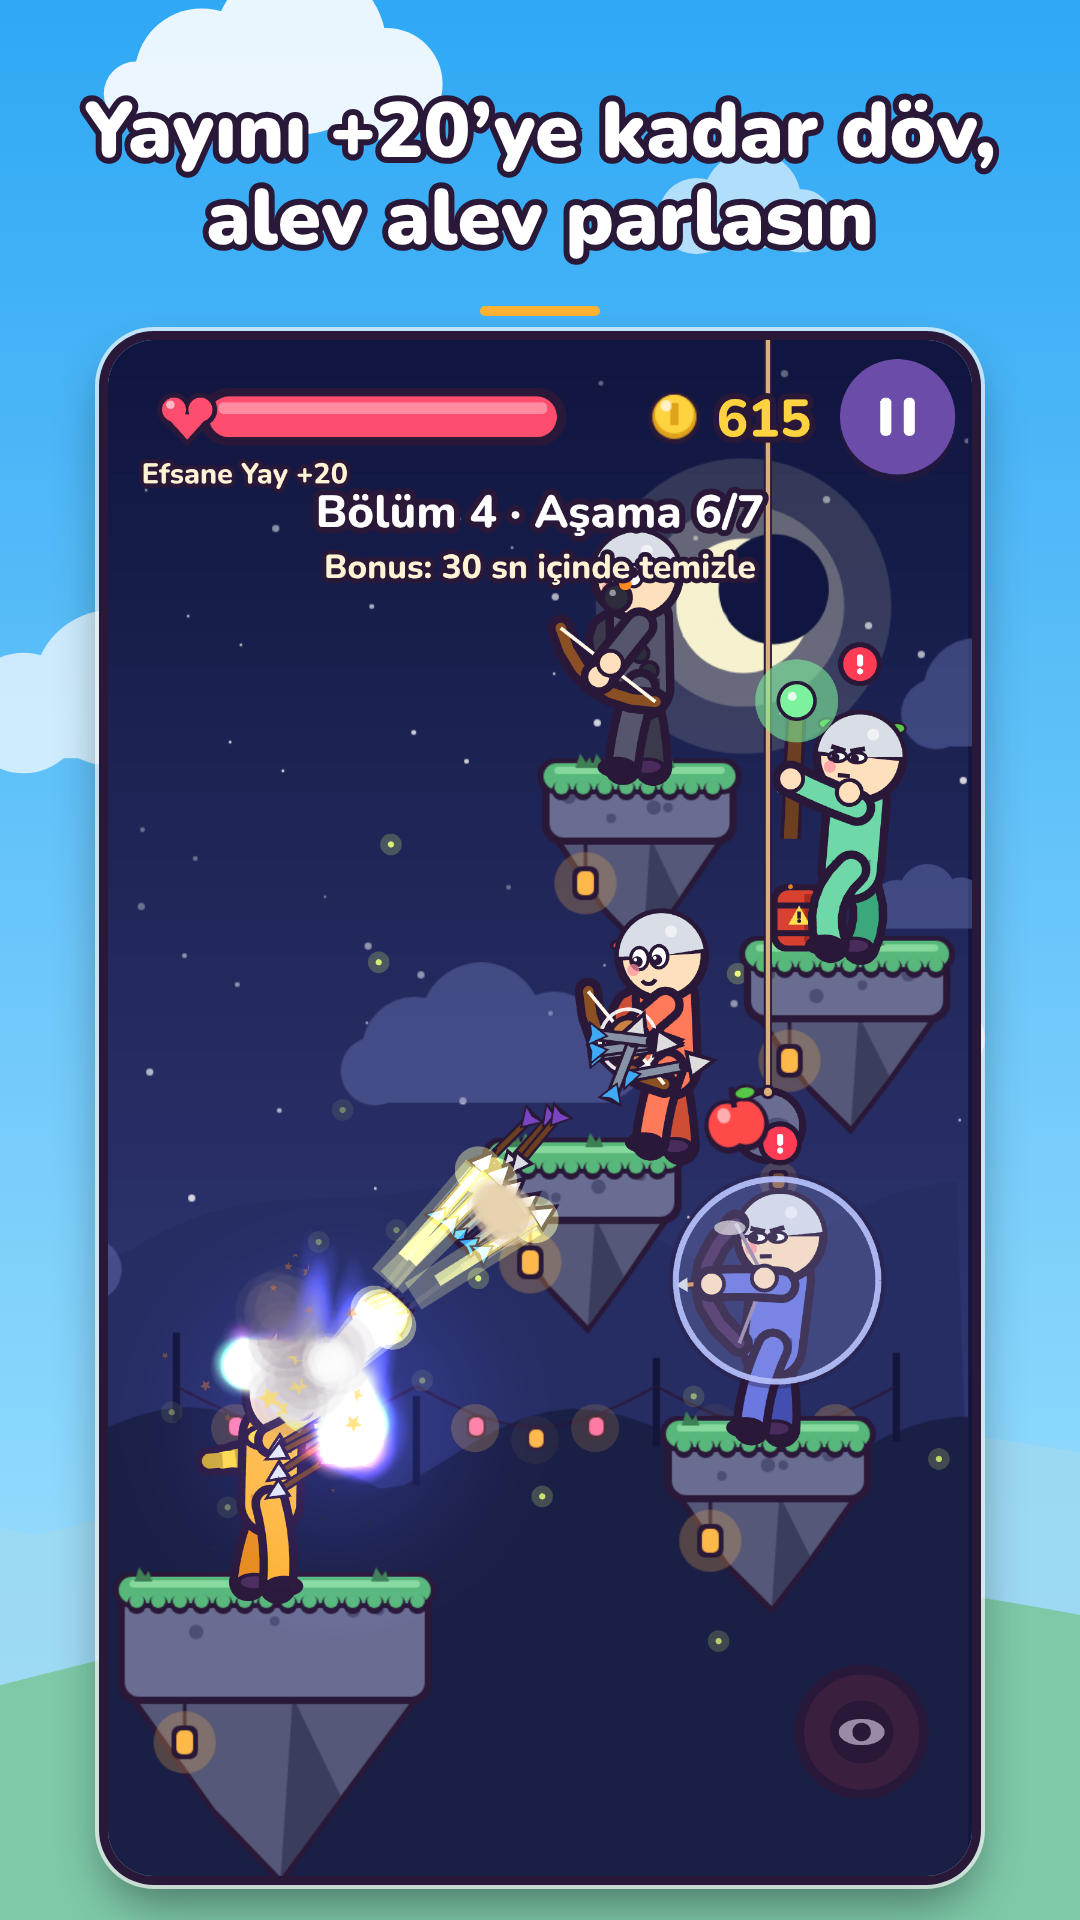 Yayını +20’ye kadar döv,
alev alev parlasın
615
Efsane Yay +20
Bölüm 4 · Aşama 6/7
Bonus: 30 sn içinde temizle